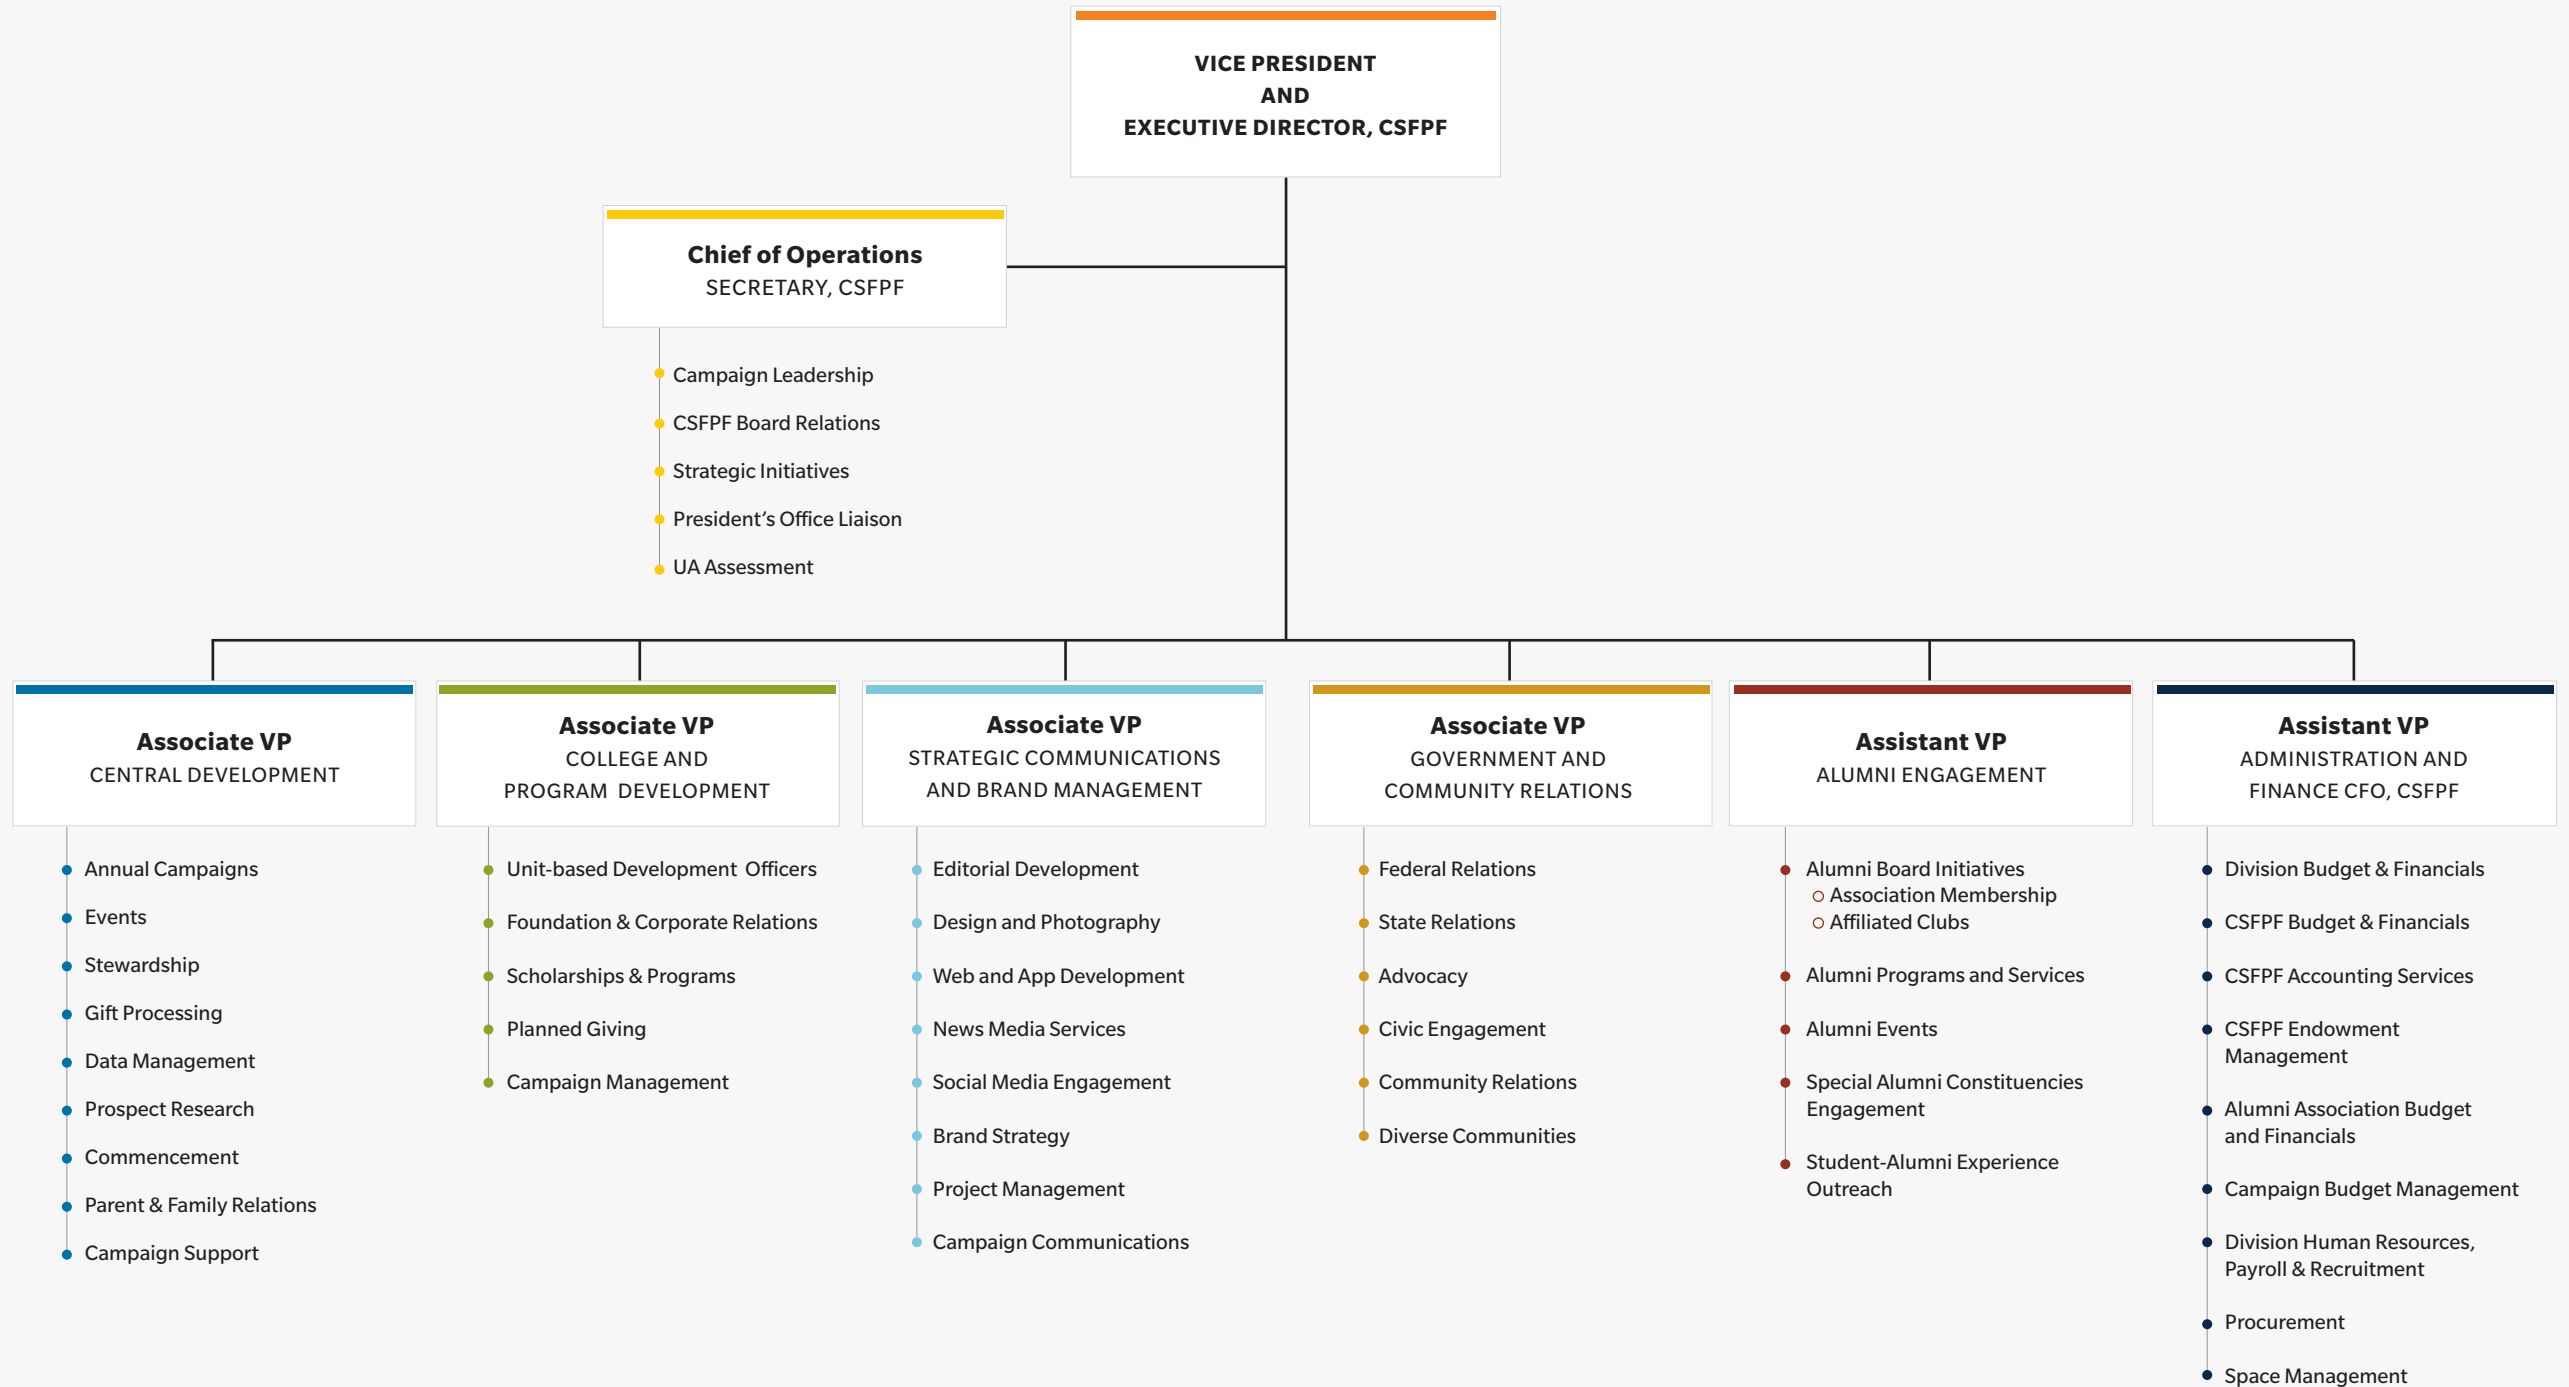 VICE PRESIDENT
AND
EXECUTIVE DIRECTOR, CSFPF
Chief of Operations
SECRETARY, CSFPF
Campaign Leadership
CSFPF Board Relations
Strategic Initiatives
President’s Office Liaison
UA Assessment
Associate VP
CENTRAL DEVELOPMENT
Annual Campaigns
Events
Stewardship
Gift Processing
Data Management
Prospect Research
Commencement
Parent & Family Relations
Campaign Support
Associate VP
COLLEGE AND
PROGRAM DEVELOPMENT
Unit-based Development Officers
Foundation & Corporate Relations
Scholarships & Programs
Planned Giving
Campaign Management
Associate VP
STRATEGIC COMMUNICATIONS
AND BRAND MANAGEMENT
Editorial Development
Design and Photography
Web and App Development
News Media Services
Social Media Engagement
Brand Strategy
Project Management
Campaign Communications
Associate VP
GOVERNMENT AND
COMMUNITY RELATIONS
Federal Relations
State Relations
Advocacy
Civic Engagement
Community Relations
Diverse Communities
Assistant VP
ALUMNI ENGAGEMENT
Alumni Board Initiatives
Association Membership
Affiliated Clubs
Alumni Programs and Services
Alumni Events
Special Alumni Constituencies
Engagement
Student-Alumni Experience
Outreach
Assistant VP
ADMINISTRATION AND
FINANCE CFO, CSFPF
Division Budget & Financials
CSFPF Budget & Financials
CSFPF Accounting Services
CSFPF Endowment
Management
Alumni Association Budget
and Financials
Campaign Budget Management
Division Human Resources,
Payroll & Recruitment
Procurement
Space Management